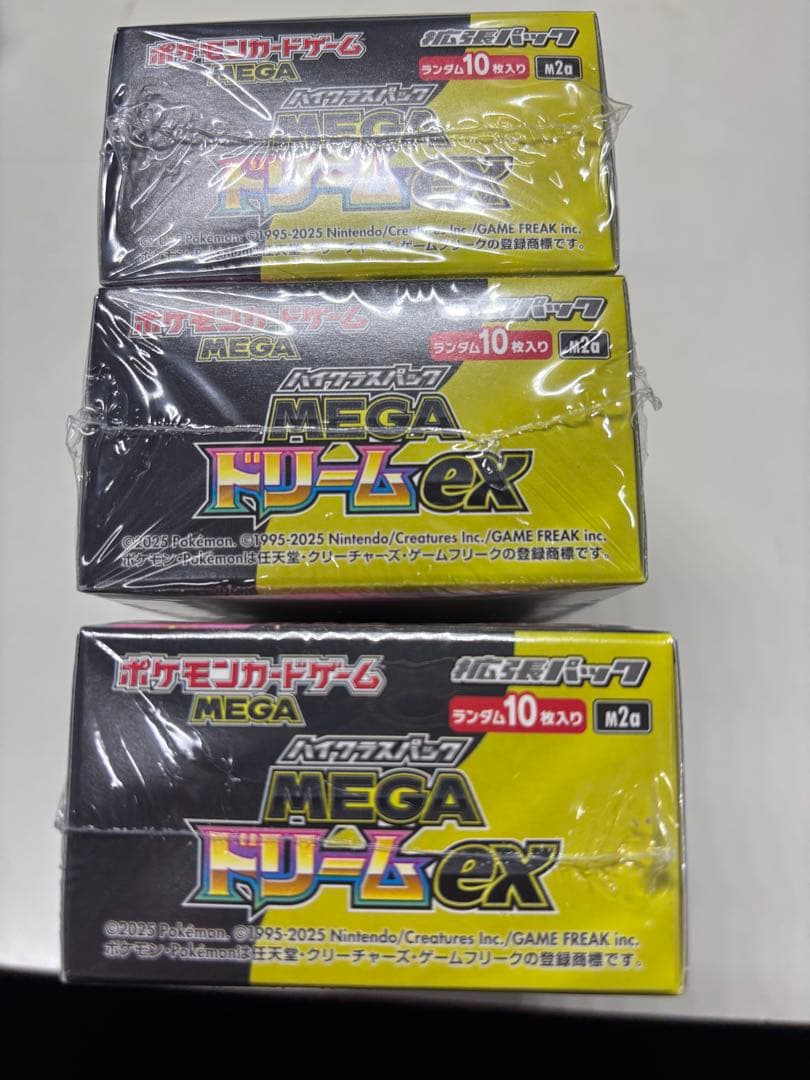 ポケモンカードゲーム 拡張パック
MEGA ランダム10枚入り M2a
ハイクラスパック
MEGA
ドリームex
©2025 Pokémon. ©1995-2025 Nintendo/Creatures Inc./GAME FREAK inc.
ポケモン・Pokémonは任天堂・クリーチャーズ・ゲームフリークの登録商標です。
ポケモンカードゲーム 拡張パック
MEGA ランダム10枚入り M2a
ハイクラスパック
MEGA
ドリームex
©2025 Pokémon. ©1995-2025 Nintendo/Creatures Inc./GAME FREAK inc.
ポケモン・Pokémonは任天堂・クリーチャーズ・ゲームフリークの登録商標です。
ポケモンカードゲーム 拡張パック
MEGA ランダム10枚入り M2a
ハイクラスパック
MEGA
ドリームex
©2025 Pokémon. ©1995-2025 Nintendo/Creatures Inc./GAME FREAK inc.
ポケモン・Pokémonは任天堂・クリーチャーズ・ゲームフリークの登録商標です。